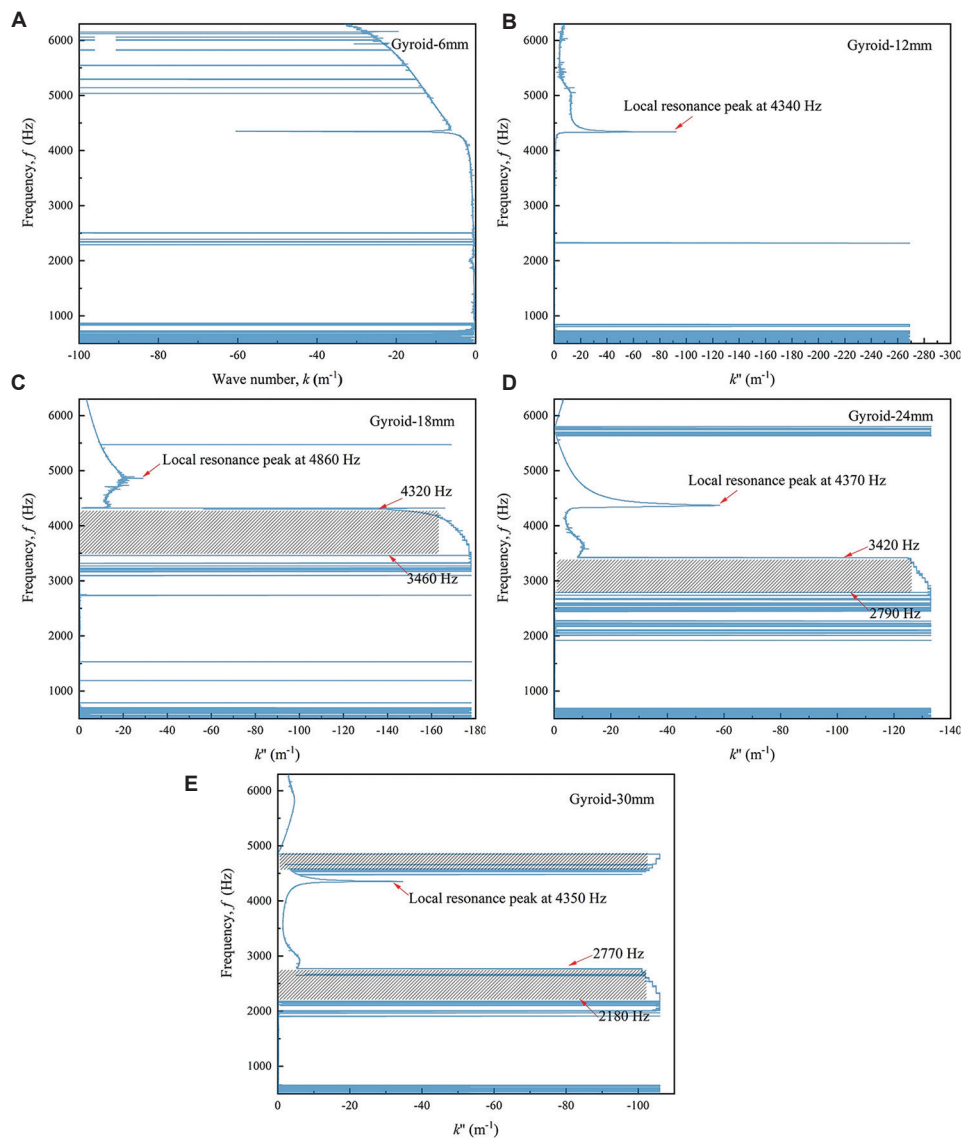 A
Gyroid-6mm
Frequency, f (Hz)
6000
5000
4000
3000
2000
1000
-100 -80 -60 -40 -20 0
Wave number, k (m⁻¹)
B
Gyroid-12mm
Local resonance peak at 4340 Hz
Frequency, f (Hz)
6000
5000
4000
3000
2000
1000
0 -20 -40 -60 -80 -100 -120 -140 -160 -180 -200 -220 -240 -260 -280 -300
k" (m⁻¹)
C
Gyroid-18mm
Local resonance peak at 4860 Hz
4320 Hz
3460 Hz
Frequency, f (Hz)
6000
5000
4000
3000
2000
1000
0 -20 -40 -60 -80 -100 -120 -140 -160 -180
k" (m⁻¹)
D
Gyroid-24mm
Local resonance peak at 4370 Hz
3420 Hz
2790 Hz
Frequency, f (Hz)
6000
5000
4000
3000
2000
1000
0 -20 -40 -60 -80 -100 -120 -140
k" (m⁻¹)
E
Gyroid-30mm
Local resonance peak at 4350 Hz
2770 Hz
2180 Hz
Frequency, f (Hz)
6000
5000
4000
3000
2000
1000
0 -20 -40 -60 -80 -100
k" (m⁻¹)